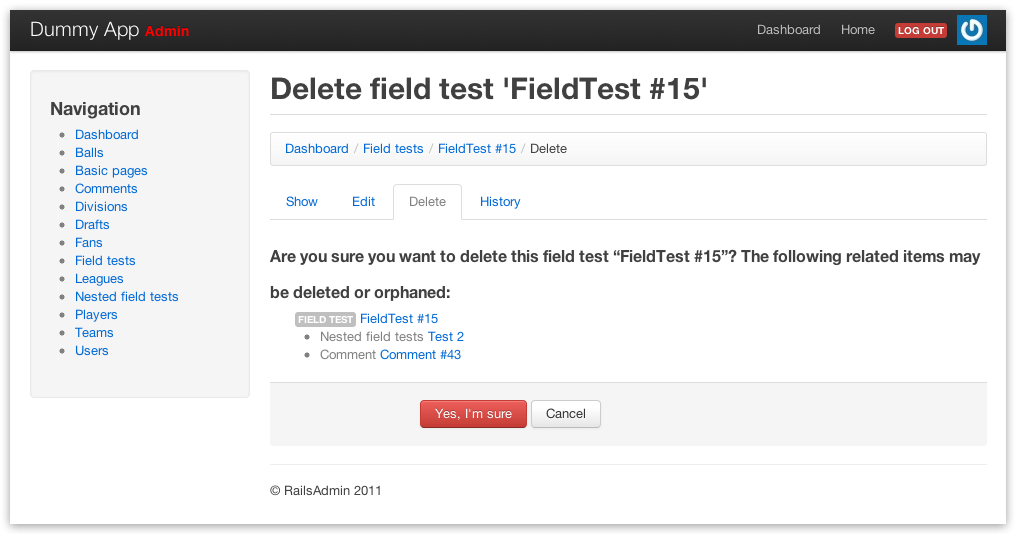 Dummy App Admin
Dashboard Home LOG OUT
Navigation
Dashboard
Balls
Basic pages
Comments
Divisions
Drafts
Fans
Field tests
Leagues
Nested field tests
Players
Teams
Users
Delete field test 'FieldTest #15'
Dashboard / Field tests / FieldTest #15 / Delete
Show Edit Delete History
Are you sure you want to delete this field test “FieldTest #15”? The following related items may
be deleted or orphaned:
FIELD TEST FieldTest #15
Nested field tests Test 2
Comment Comment #43
Yes, I'm sure Cancel
© RailsAdmin 2011